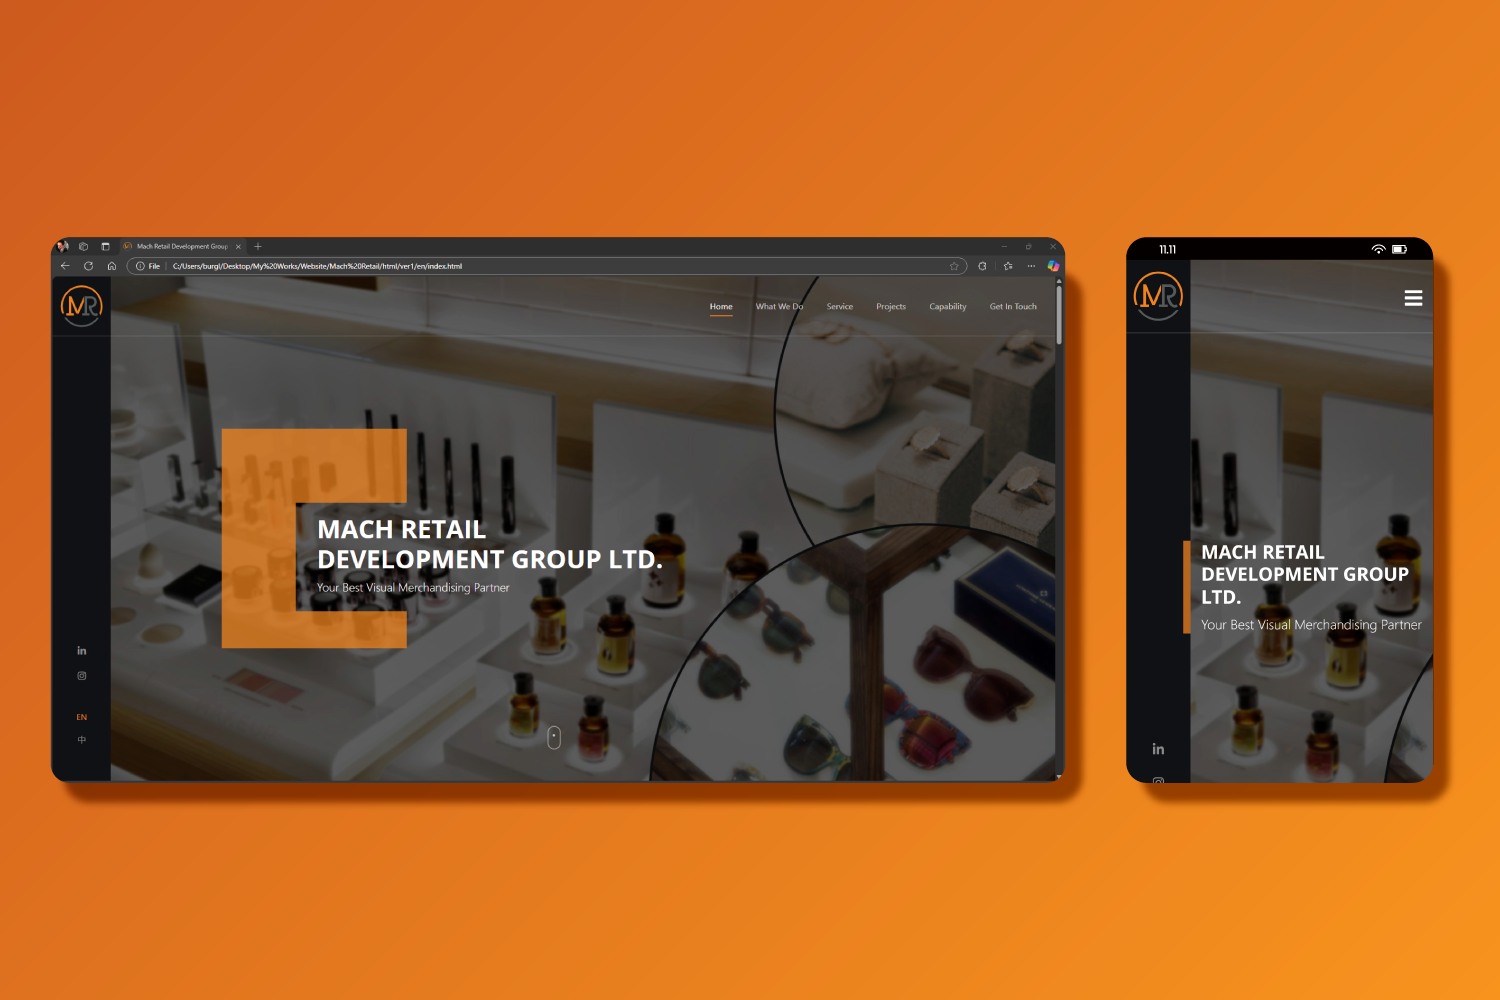 Mach Retail Development Group
File
C:/Users/burgl/Desktop/My%20Works/Website/Mach%20Retail/html/ver1/en/index.html
MR
Home What We Do Service Projects Capability Get In Touch
MACH RETAIL
DEVELOPMENT GROUP LTD.
Your Best Visual Merchandising Partner
in
EN
中
11.11
MR
MACH RETAIL
DEVELOPMENT GROUP
LTD.
Your Best Visual Merchandising Partner
in